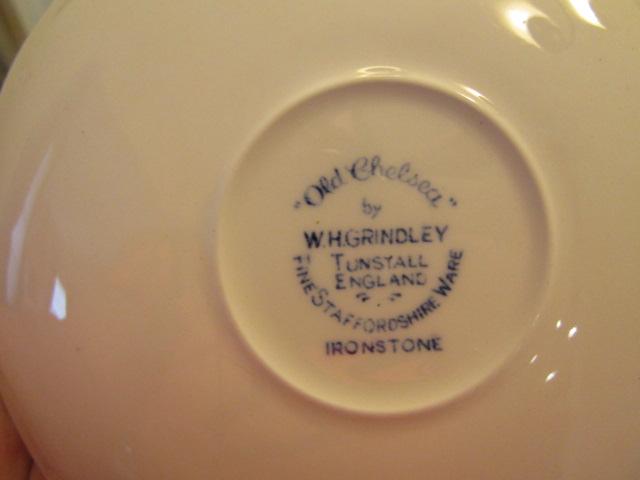 "Old Chelsea"
by
W.H.GRINDLEY
TUNSTALL
ENGLAND
FINE STAFFORDSHIRE WARE
IRONSTONE